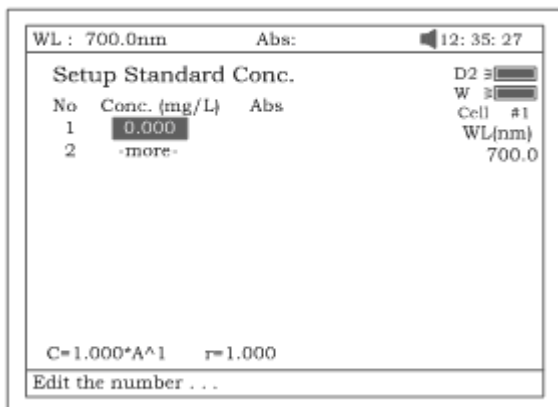 WL : 700.0nm Abs: 12: 35: 27
Setup Standard Conc.
D2
No Conc. (mg/L) Abs
W
1 0.000
Cell #1
2 -more-
WL(nm)
700.0
C=1.000*A^1 r=1.000
Edit the number . . .